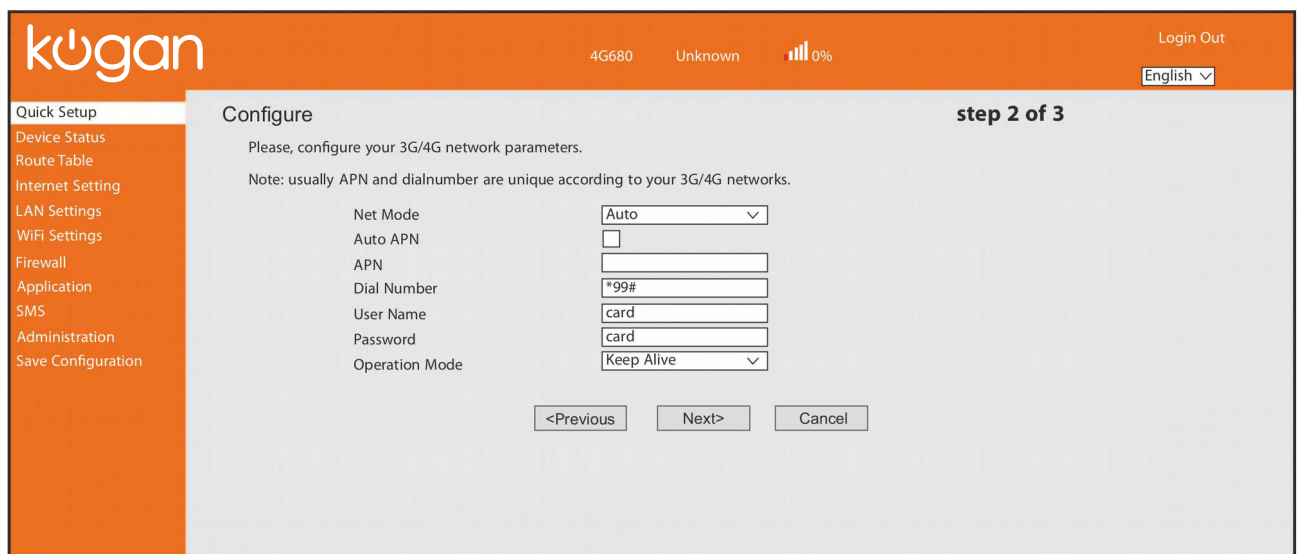 kogan
4G680 Unknown 0%
Login Out
English
Quick Setup
Device Status
Route Table
Internet Setting
LAN Settings
WiFi Settings
Firewall
Application
SMS
Administration
Save Configuration
Configure step 2 of 3
Please, configure your 3G/4G network parameters.
Note: usually APN and dialnumber are unique according to your 3G/4G networks.
Net Mode Auto
Auto APN
APN
Dial Number *99#
User Name card
Password card
Operation Mode Keep Alive
<Previous Next> Cancel